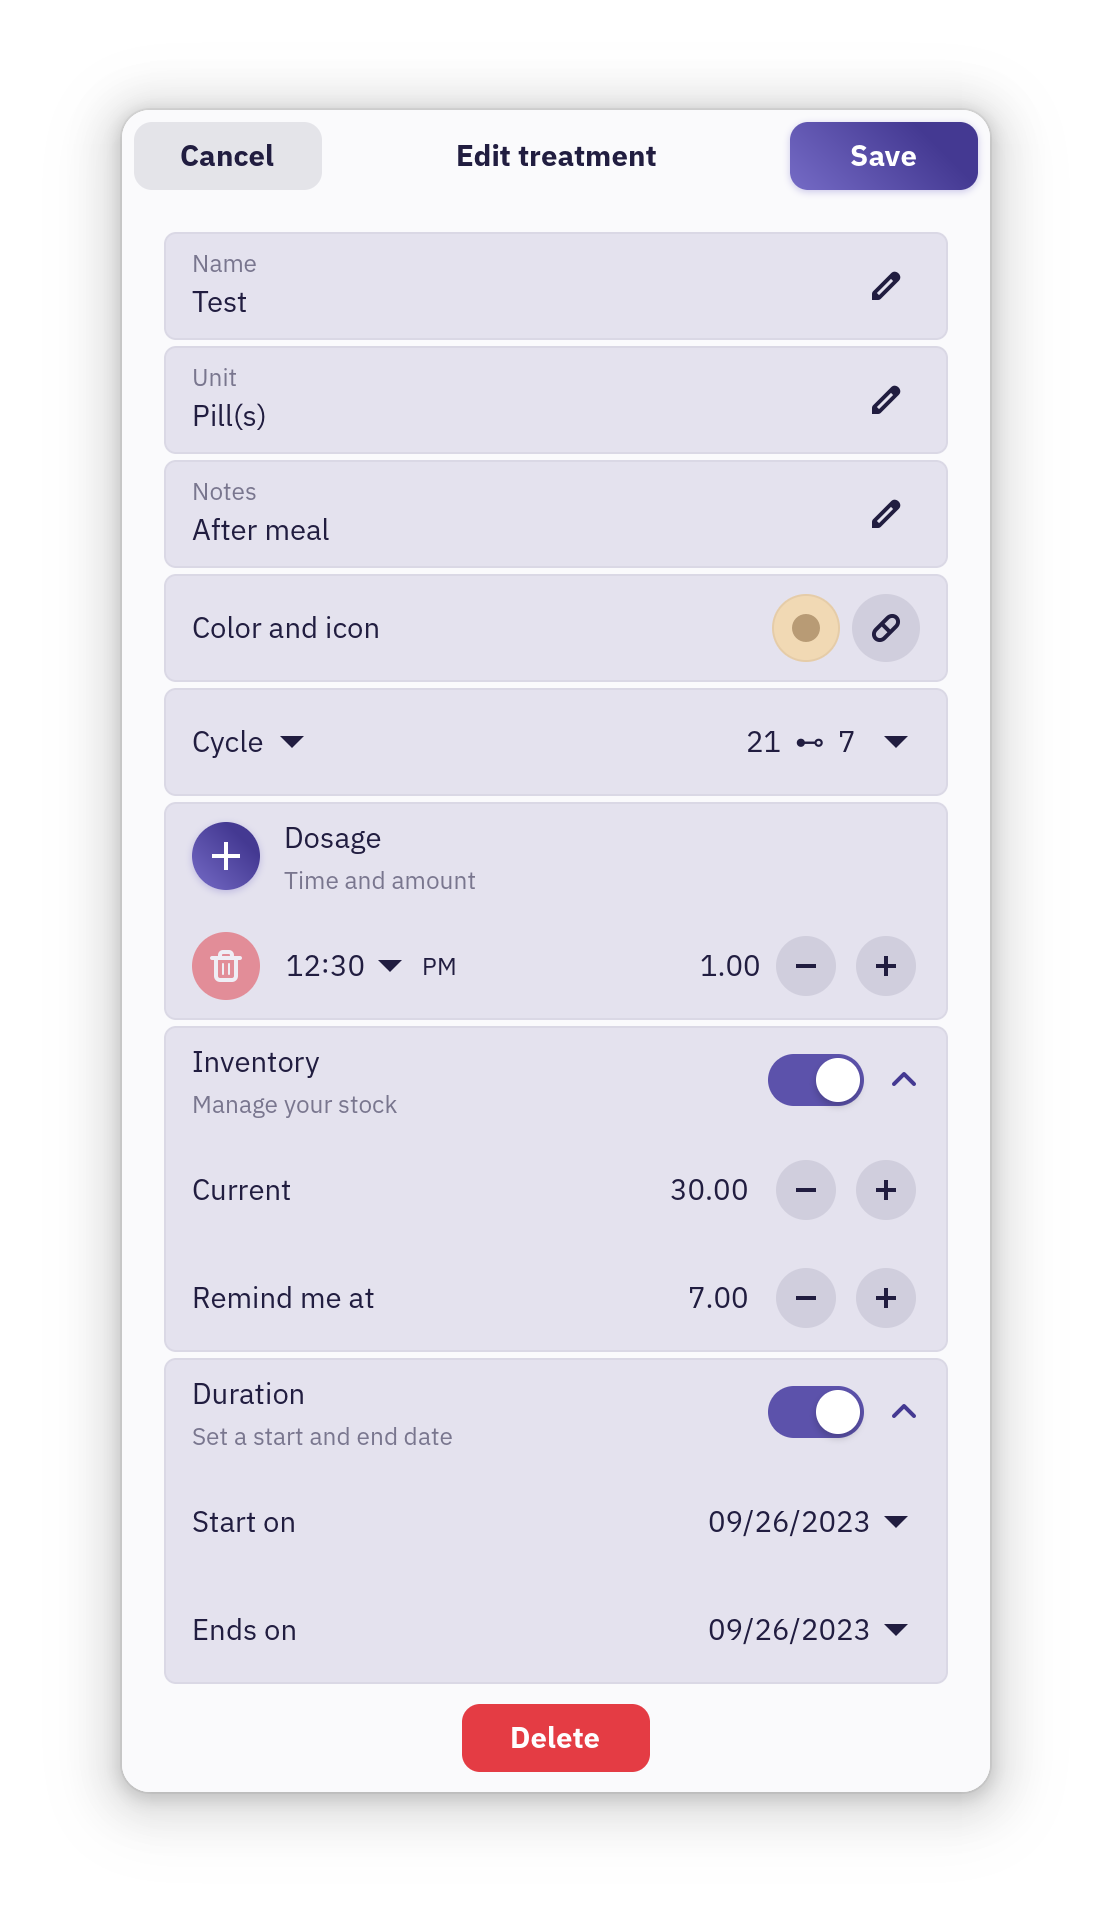 Cancel
Edit treatment
Save
Name
Test
Unit
Pill(s)
Notes
After meal
Color and icon
Cycle
21 7
Dosage
Time and amount
12:30 PM 1.00
Inventory
Manage your stock
Current 30.00
Remind me at 7.00
Duration
Set a start and end date
Start on 09/26/2023
Ends on 09/26/2023
Delete